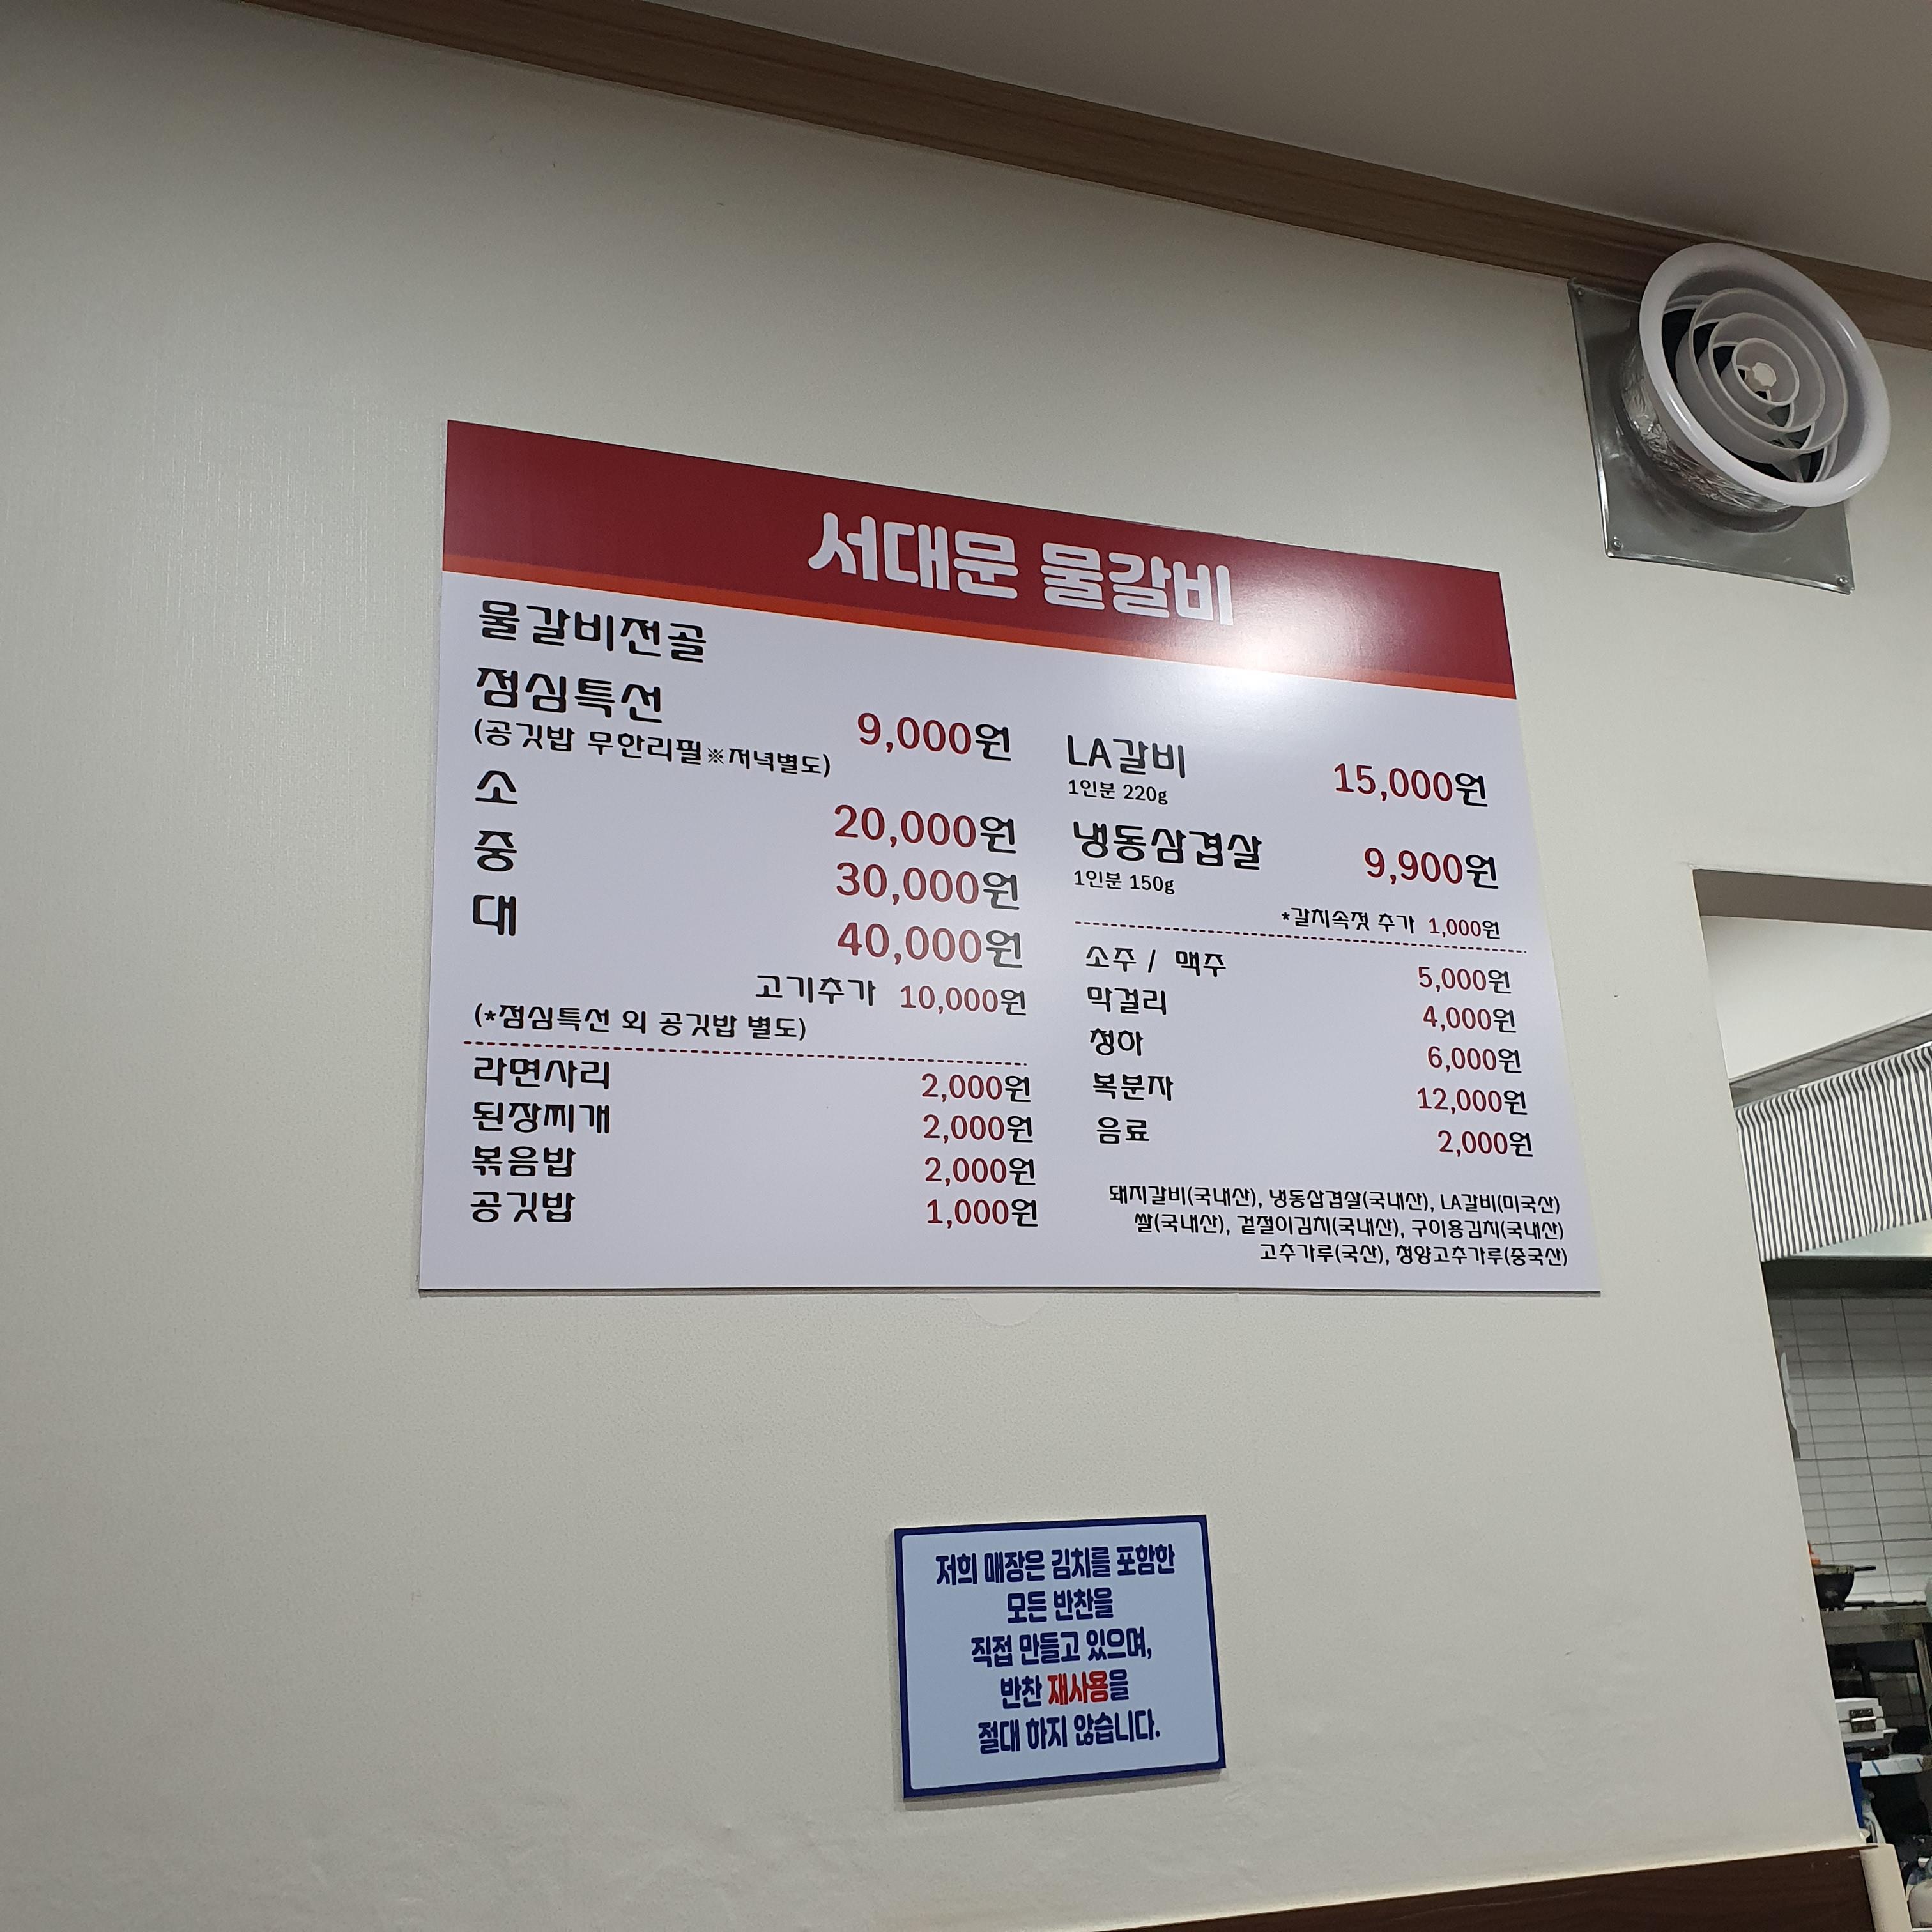 서대문 물갈비
물갈비전골
점심특선
(공깃밥 무한리필※저녁별도) 9,000원
소 20,000원
중 30,000원
대 40,000원
고기추가 10,000원
(*점심특선 외 공깃밥 별도)
라면사리 2,000원
된장찌개 2,000원
볶음밥 2,000원
공깃밥 1,000원
LA갈비 15,000원
1인분 220g
냉동삼겹살 9,900원
1인분 150g
*갈치속젓 추가 1,000원
소주 / 맥주 5,000원
막걸리 4,000원
청하 6,000원
복분자 12,000원
음료 2,000원
돼지갈비(국내산), 냉동삼겹살(국내산), LA갈비(미국산)
쌀(국내산), 겉절이김치(국내산), 구이용김치(국내산)
고추가루(국산), 청양고추가루(중국산)
저희 매장은 김치를 포함한
모든 반찬을
직접 만들고 있으며,
반찬 재사용을
절대 하지 않습니다.